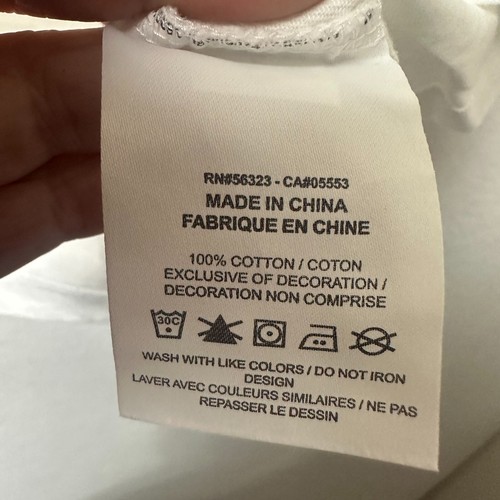 RN#56323 - CA#05553
MADE IN CHINA
FABRIQUE EN CHINE
100% COTTON / COTON
EXCLUSIVE OF DECORATION /
DECORATION NON COMPRISE
30C
WASH WITH LIKE COLORS / DO NOT IRON
DESIGN
LAVER AVEC COULEURS SIMILAIRES / NE PAS
REPASSER LE DESSIN